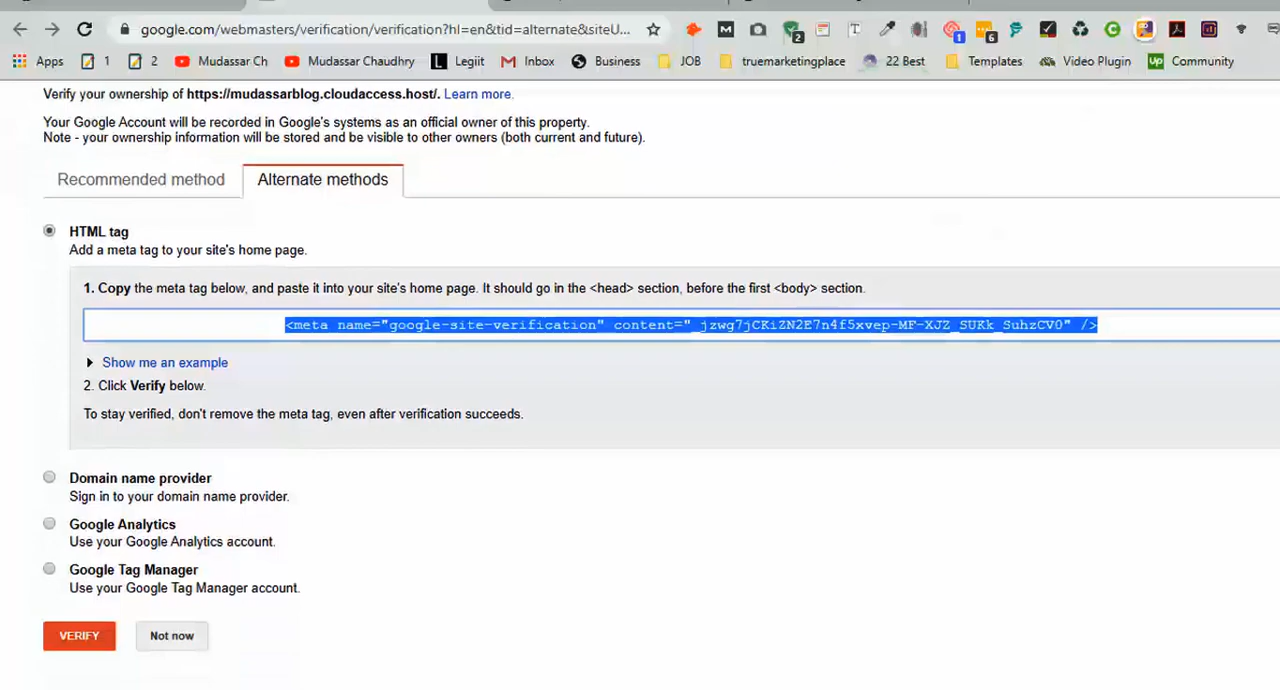 google.com/webmasters/verification/verification?hl=en&tid=alternate&siteU...
M
2
T
1
6
Apps 1 2 Mudassar Ch Mudassar Chaudhry L Legiit Inbox Business JOB truemarketingplace 22 Best Templates Video Plugin Up Community
Verify your ownership of https://mudassarblog.cloudaccess.host/. Learn more.
Your Google Account will be recorded in Google's systems as an official owner of this property.
Note - your ownership information will be stored and be visible to other owners (both current and future).
Recommended method Alternate methods
HTML tag
Add a meta tag to your site's home page.
1. Copy the meta tag below, and paste it into your site's home page. It should go in the <head> section, before the first <body> section.
<meta name="google-site-verification" content="_jzwg7jCKiZN2E7n4f5xvep-MF-XJZ_SUKk_SuhzCV0" />
Show me an example
2. Click Verify below.
To stay verified, don't remove the meta tag, even after verification succeeds.
Domain name provider
Sign in to your domain name provider.
Google Analytics
Use your Google Analytics account.
Google Tag Manager
Use your Google Tag Manager account.
VERIFY Not now